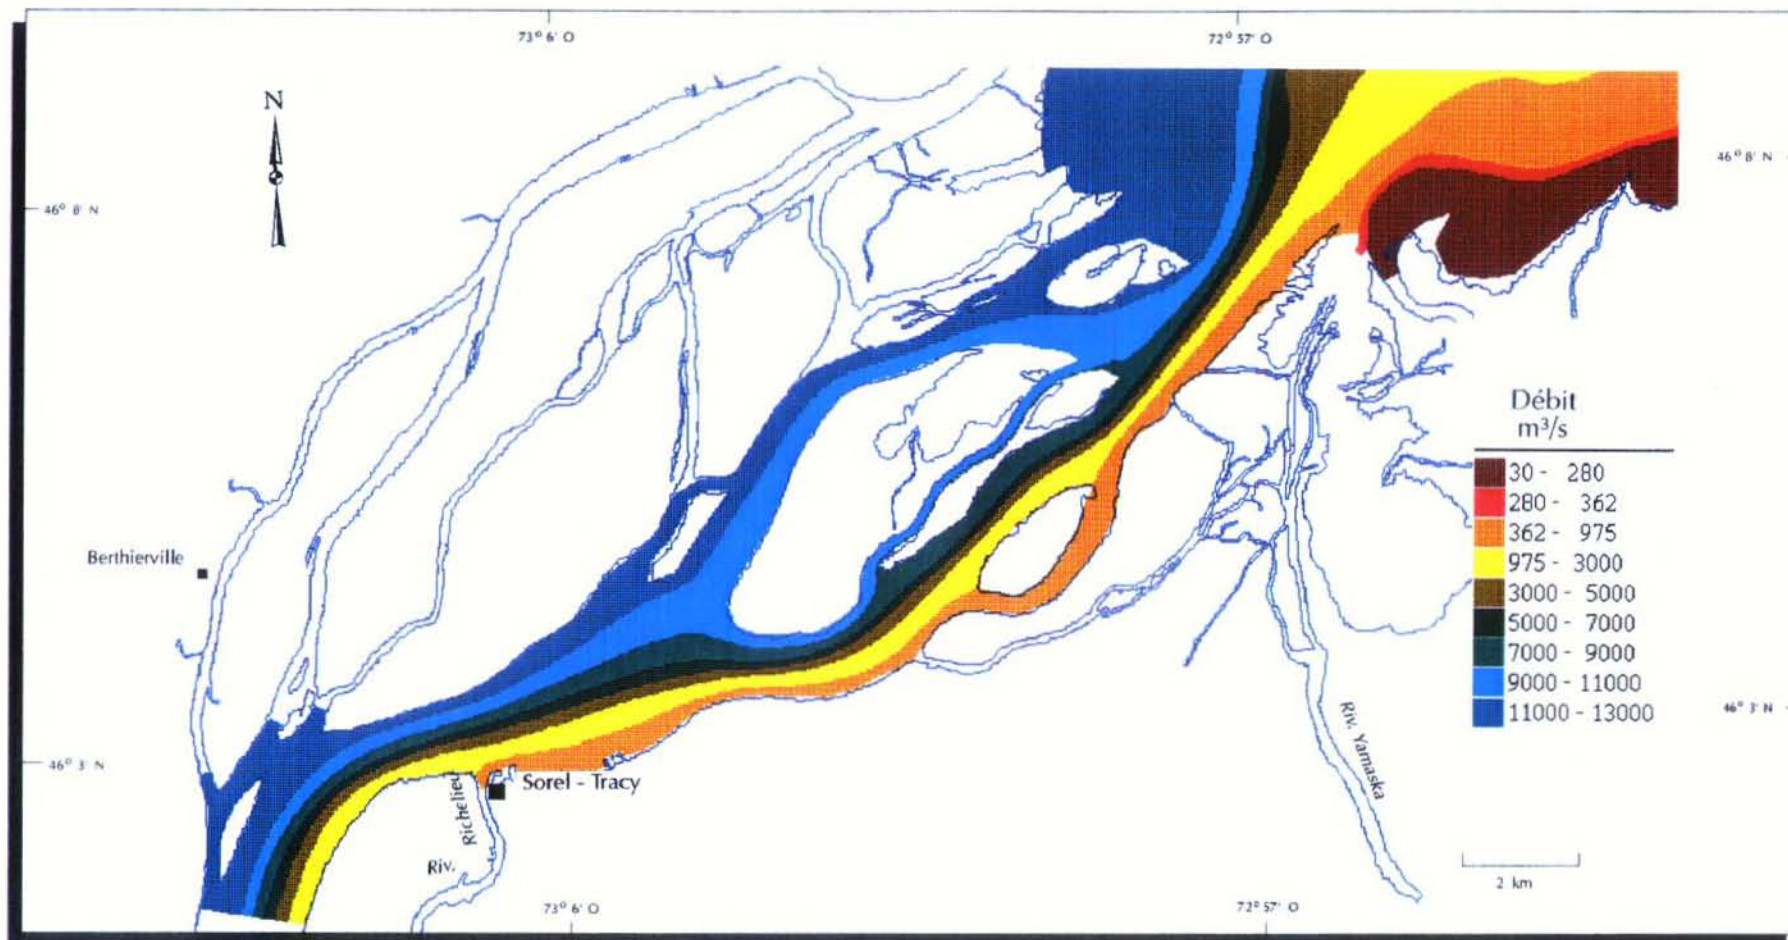 73° 6' O
72° 57' O
N
46° 8' N
46° 8' N
Débit
m³/s
30 - 280
280 - 362
362 - 975
975 - 3000
3000 - 5000
5000 - 7000
7000 - 9000
9000 - 11000
11000 - 13000
Berthierville
46° 3' N
46° 3' N
Sorel - Tracy
Riv. Richelieu
Riv. Yamaska
2 km
73° 6' O
72° 57' O